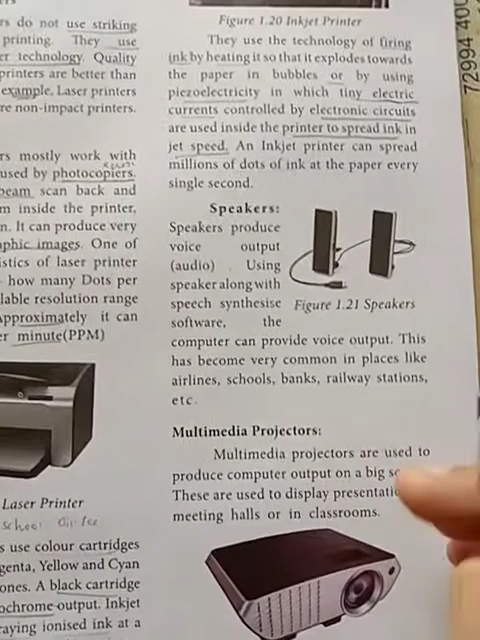 rs do not use striking
printing. They use
er technology. Quality
printers are better than
example. Laser printers
re non-impact printers.
rs mostly work with
used by photocopiers.
beam scan back and
m inside the printer,
n. It can produce very
aphic images. One of
istics of laser printer
how many Dots per
lable resolution range
Approximately it can
er minute(PPM)
Laser Printer
s use colour cartridges
genta, Yellow and Cyan
ones. A black cartridge
ochrome output. Inkjet
raying ionised ink at a
Figure 1.20 Inkjet Printer
They use the technology of firing
ink by heating it so that it explodes towards
the paper in bubbles or by using
piezoelectricity in which tiny electric
currents controlled by electronic circuits
are used inside the printer to spread ink in
jet speed. An Inkjet printer can spread
millions of dots of ink at the paper every
single second.
Speakers:
Speakers produce
voice output
(audio) . Using
speaker along with
speech synthesise
software, the
Figure 1.21 Speakers
computer can provide voice output. This
has become very common in places like
airlines, schools, banks, railway stations,
etc.
Multimedia Projectors:
Multimedia projectors are used to
produce computer output on a big sc
These are used to display presentatio
meeting halls or in classrooms.
72994 400